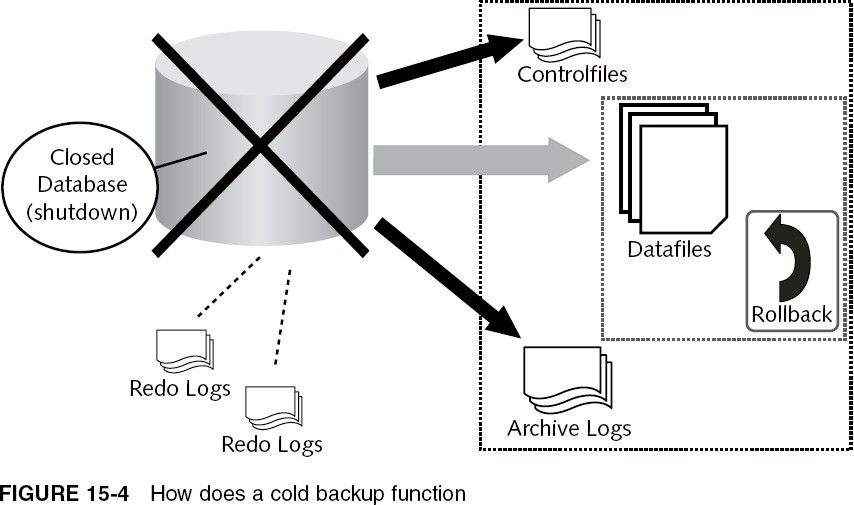 Controlfiles
Closed
Database
(shutdown)
Datafiles
Rollback
Redo Logs
Redo Logs
Archive Logs
FIGURE 15-4 How does a cold backup function